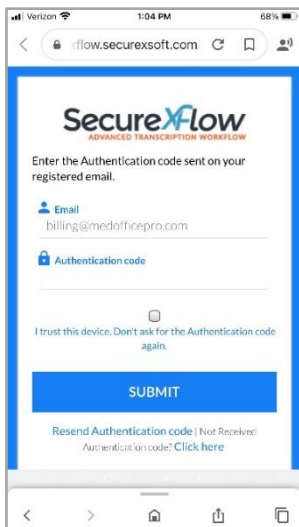 Verizon 1:04 PM 68%
flow.securexsoft.com
SecureXFlow
ADVANCED TRANSCRIPTION WORKFLOW
Enter the Authentication code sent on your
registered email.
Email
billing@medofficepro.com
Authentication code
I trust this device. Don't ask for the Authentication code
again.
SUBMIT
Resend Authentication code | Not Received
Authentication code? Click here